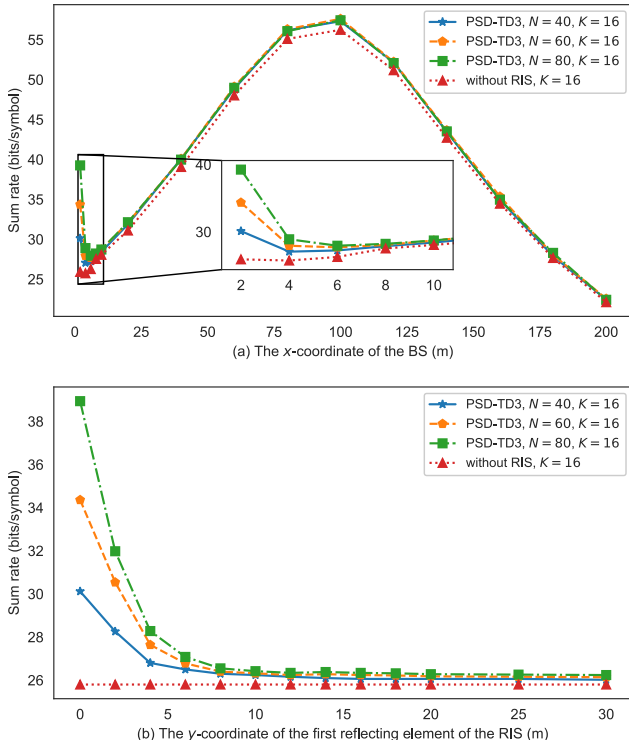 PSD-TD3, N = 40, K = 16
PSD-TD3, N = 60, K = 16
PSD-TD3, N = 80, K = 16
without RIS, K = 16
Sum rate (bits/symbol)
55
50
45
40
35
30
25
40
30
2 4 6 8 10
0 25 50 75 100 125 150 175 200
(a) The x-coordinate of the BS (m)
PSD-TD3, N = 40, K = 16
PSD-TD3, N = 60, K = 16
PSD-TD3, N = 80, K = 16
without RIS, K = 16
Sum rate (bits/symbol)
38
36
34
32
30
28
26
0 5 10 15 20 25 30
(b) The y-coordinate of the first reflecting element of the RIS (m)